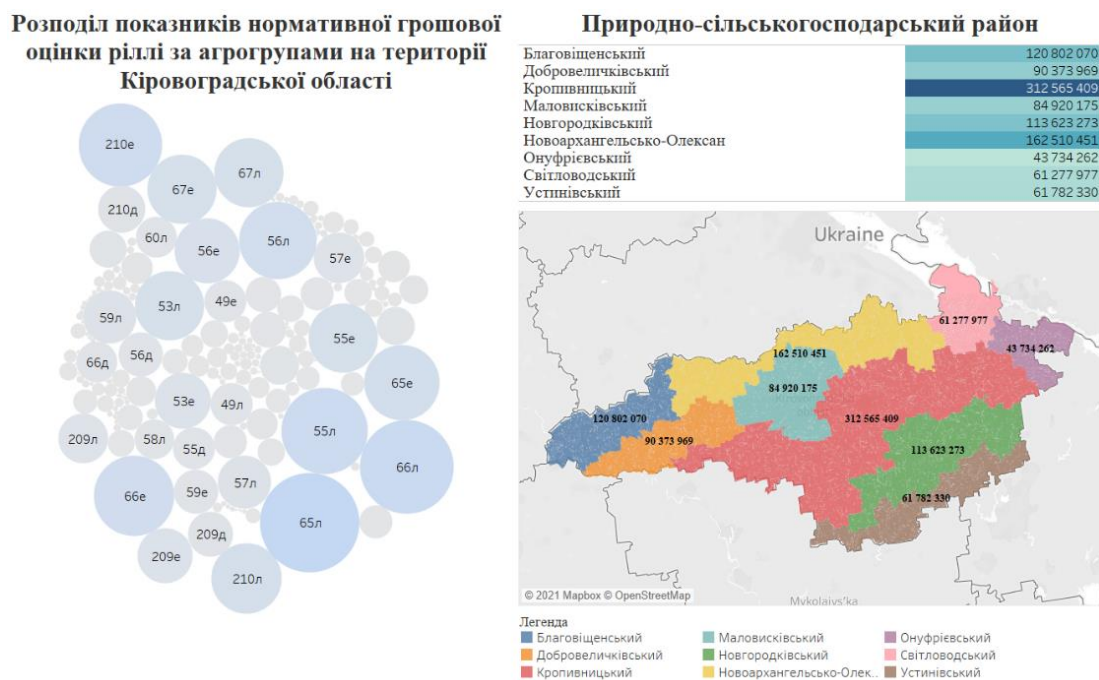 Розподіл показників нормативної грошової
оцінки ріллі за агрогрупами на території
Кіровоградської області
210е
67л
67е
210д
60л
56е
56л
57е
53л
49е
59л
55е
66д
56д
65е
53е
49л
55л
209л
58л
55д
66л
66е
59е
57л
65л
209д
209е
210л
Природно-сільськогосподарський район
Благовіщенський 120 802 070
Добровеличківський 90 373 969
Кропивницький 312 565 409
Маловисківський 84 920 175
Новгородківський 113 623 273
Новоархангельсько-Олексан 162 510 451
Онуфрієвський 43 734 262
Світловодський 61 277 977
Устинівський 61 782 330
Ukraine
61 277 977
43 734 262
162 510 451
84 920 175
120 802 070
312 565 409
90 373 969
113 623 273
61 782 330
© 2021 Mapbox © OpenStreetMap
Mykolaivs'ka
Легенда
Благовіщенський
Маловисківський
Онуфрієвський
Добровеличківський
Новгородківський
Світловодський
Кропивницький
Новоархангельсько-Олек..
Устинівський